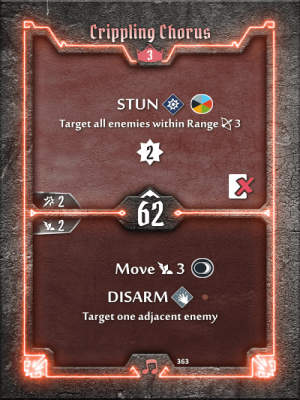 Crippling Chorus
3
STUN
Target all enemies within Range 3
2
2
62
2
Move 3
DISARM
Target one adjacent enemy
363